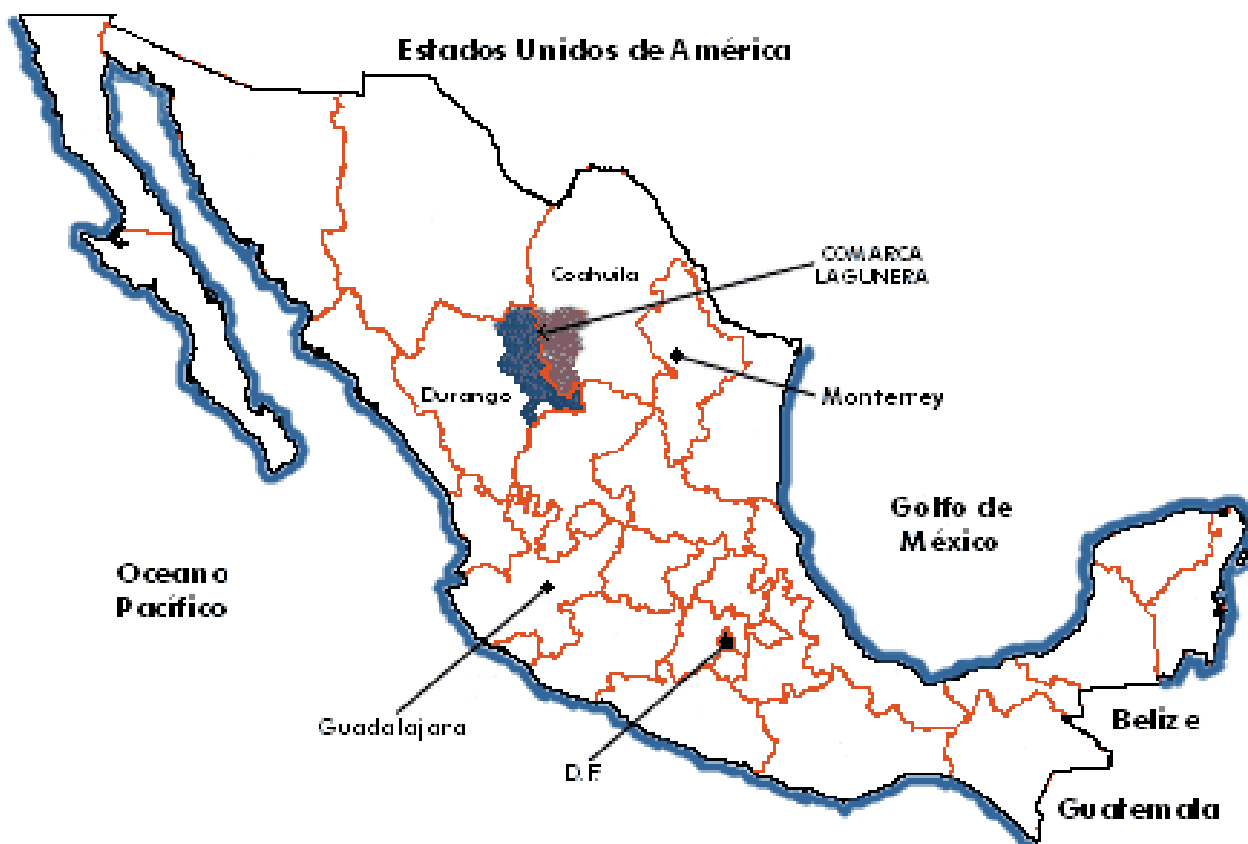 Estados Unidos de América
COMARCA
LAGUNERA
Coahuila
Durango
Monterrey
Golfo de
México
Oceano
Pacífico
Guadalajara
D.F.
Belize
Guatemala